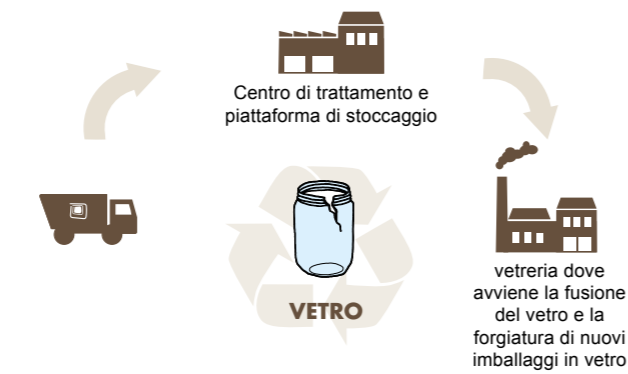 Centro di trattamento e
piattaforma di stoccaggio
VETRO
vetreria dove
avviene la fusione
del vetro e la
forgiatura di nuovi
imballaggi in vetro